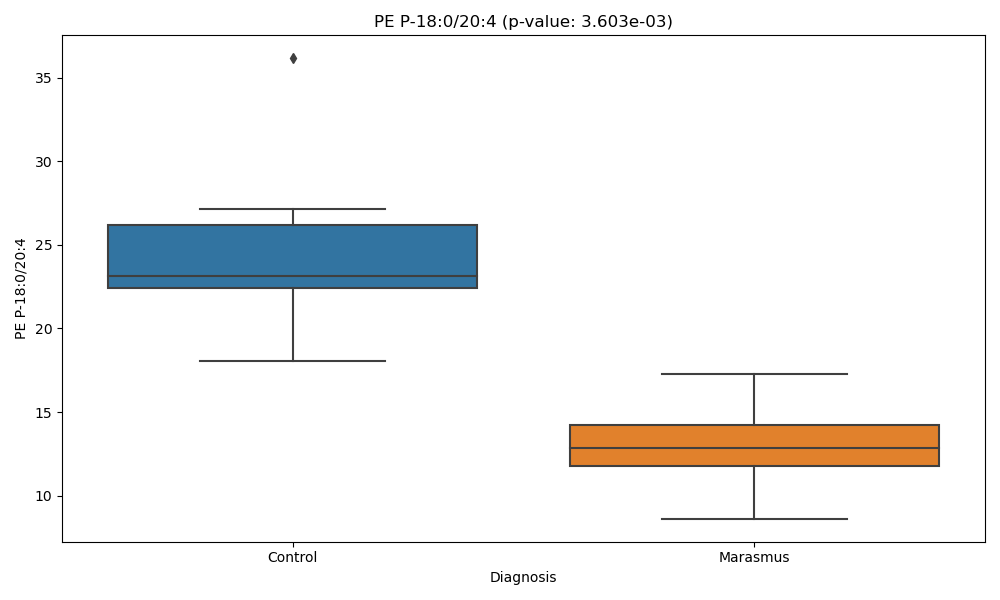 PE P-18:0/20:4 (p-value: 3.603e-03)
PE P-18:0/20:4
35
30
25
20
15
10
Control
Marasmus
Diagnosis